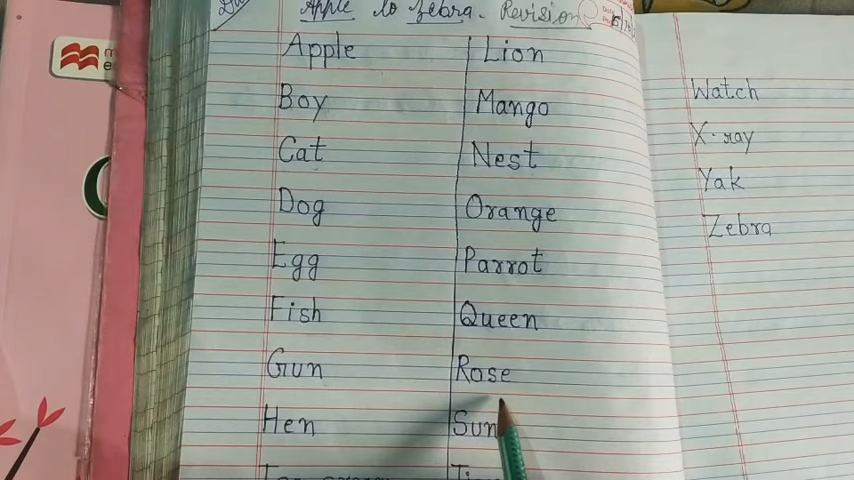 Apple to Zebra. Revision
Apple
Boy
Cat
Dog
Egg
Fish
Gun
Hen
Lion
Mango
Nest
Orange
Parrot
Queen
Rose
Sun
Watch
X-ray
Yak
Zebra